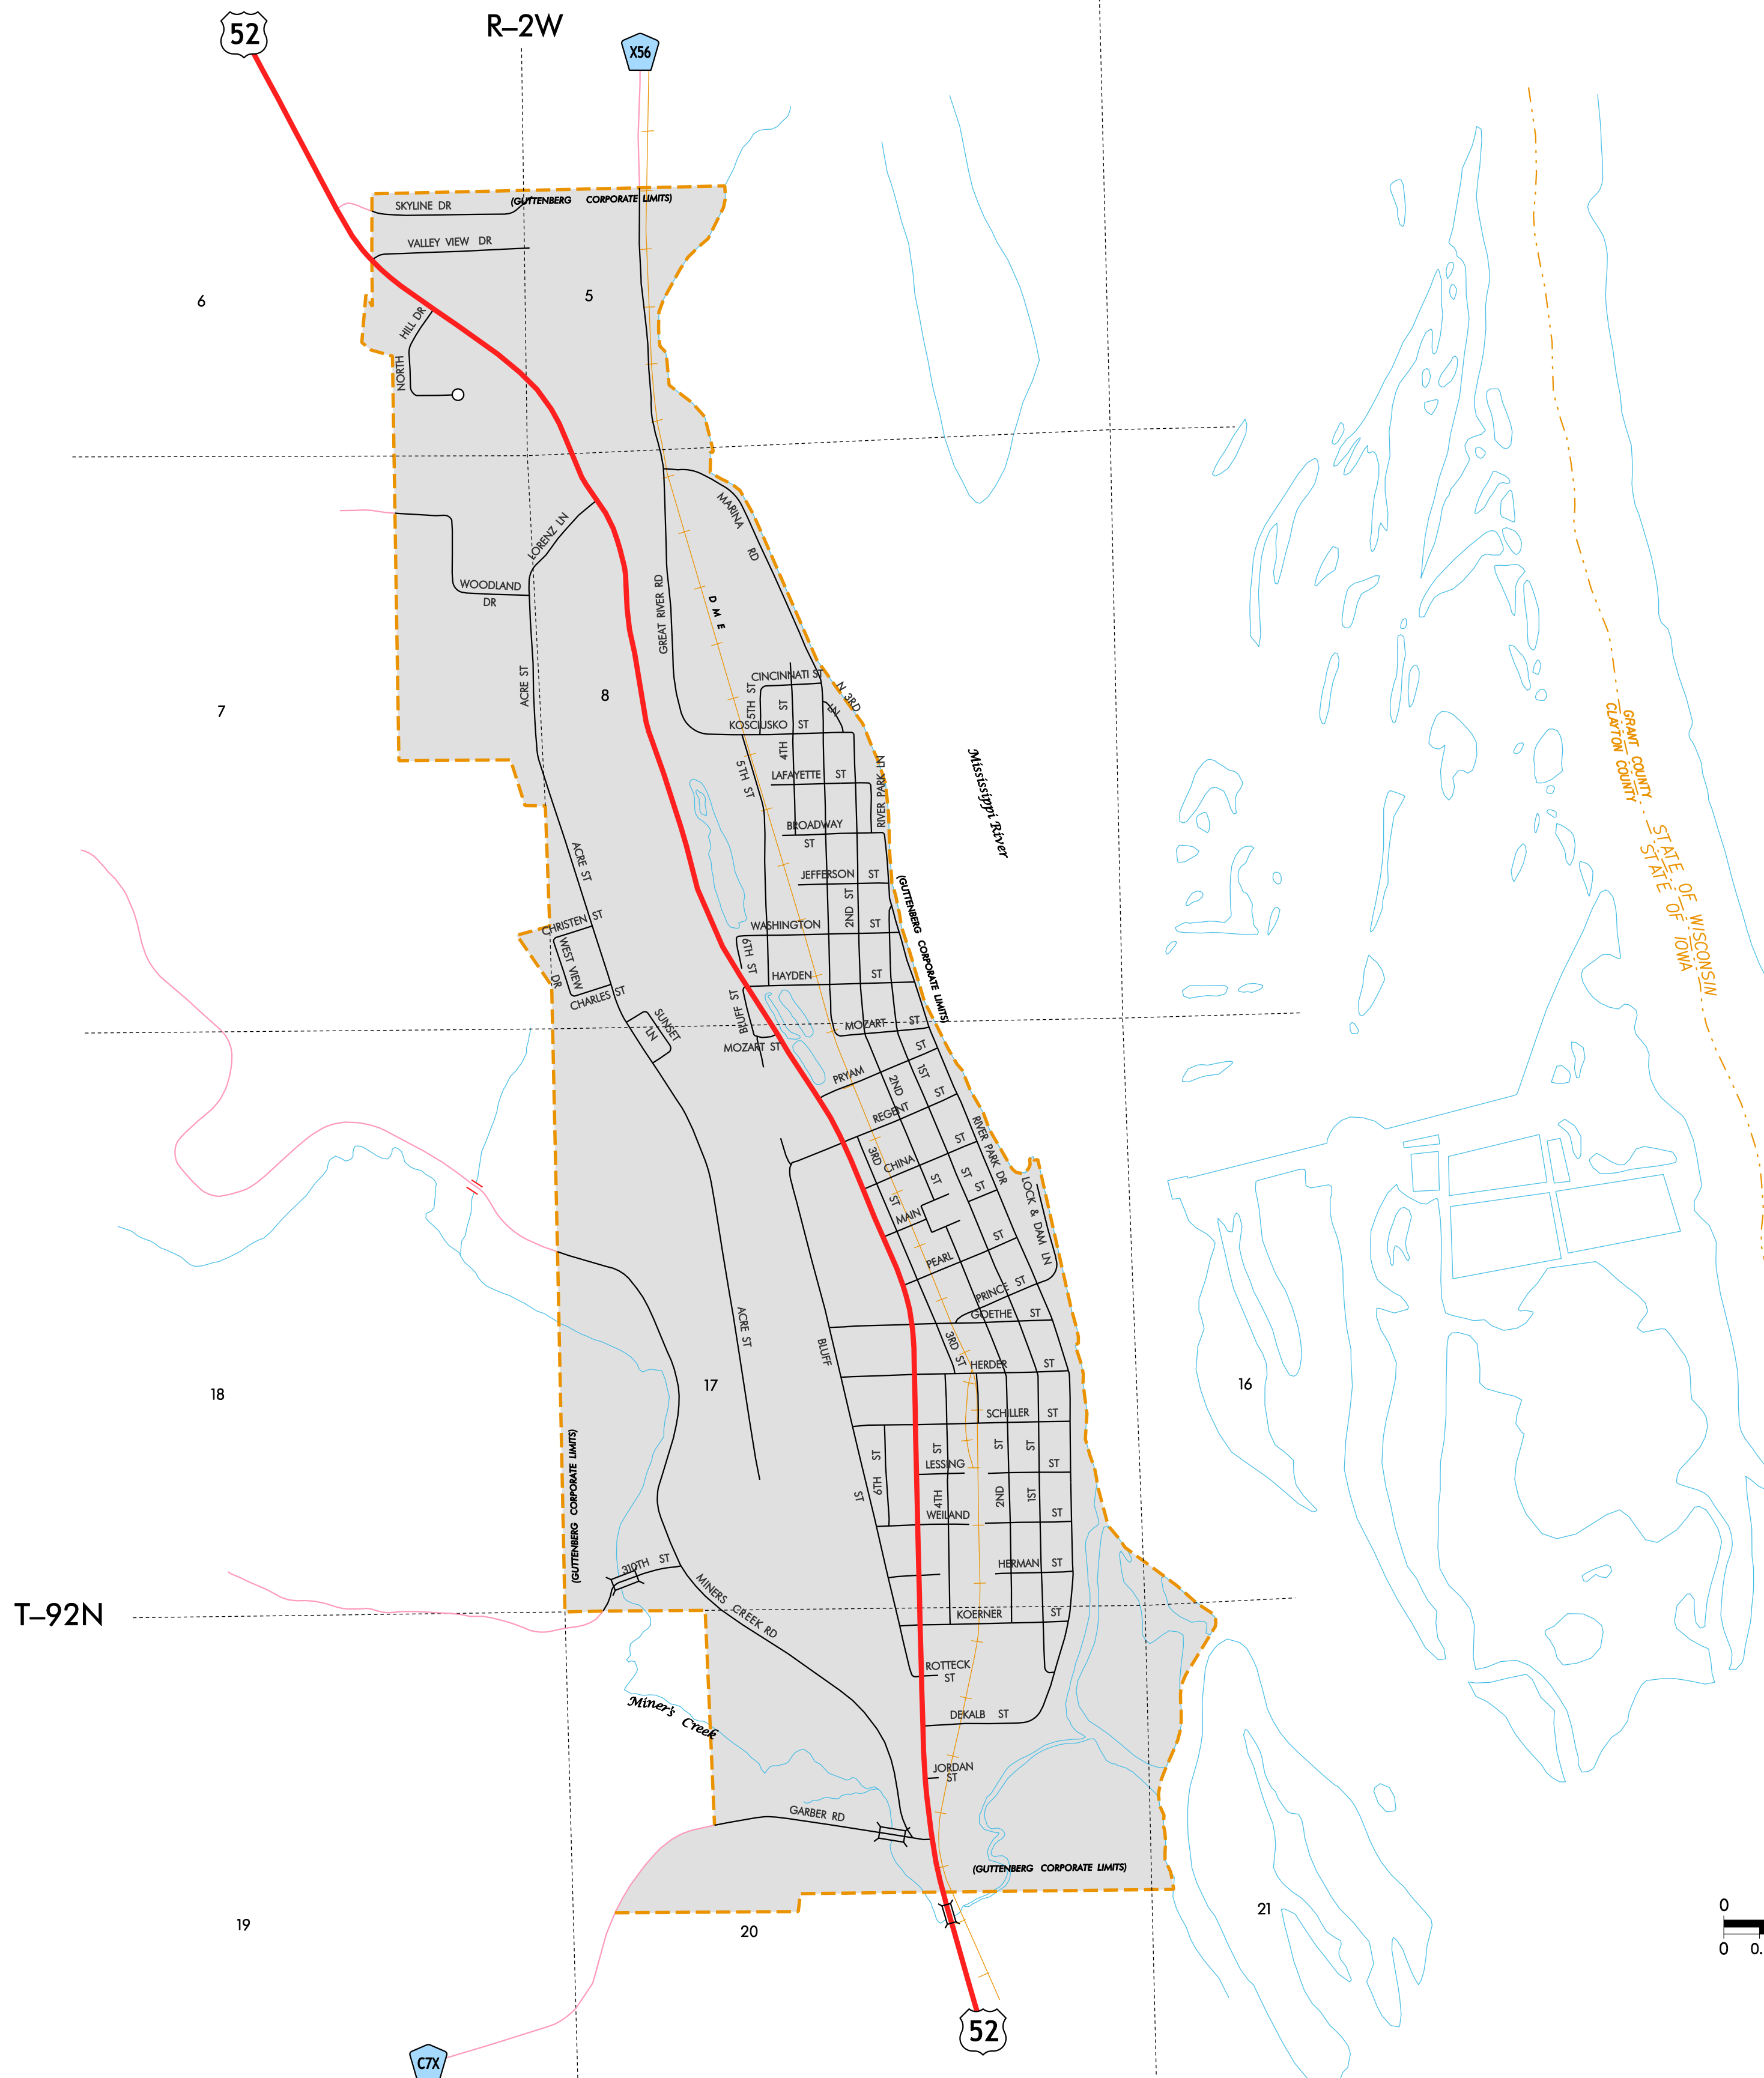 52
R–2W
X56
SKYLINE DR
(GUTTENBERG CORPORATE LIMITS)
VALLEY VIEW DR
6
5
NORTH HILL DR
MARINA RD
LORENZ LN
WOODLAND
DR
GREAT RIVER RD
D M E
ACRE ST
7
8
CINCINNATI ST
N 3RD
LN
5TH ST
4TH ST
KOSCIUSKO ST
5TH ST
LAFAYETTE ST
RIVER PARK LN
Mississippi River
GRANT COUNTY
CLAYTON COUNTY
BROADWAY
ST
STATE OF WISCONSIN
STATE OF IOWA
ACRE ST
JEFFERSON ST
2ND ST
(GUTTENBERG CORPORATE LIMITS)
CHRISTEN ST
WASHINGTON ST
6TH ST
WEST VIEW
DR
HAYDEN ST
CHARLES ST
BLUFF ST
SUNSET
LN
MOZART ST
MOZART ST
PRYAM ST
2ND ST
1ST ST
REGENT ST
RIVER PARK DR
3RD ST
CHINA ST
LOCK & DAM LN
MAIN ST
PEARL ST
PRINCE ST
GOETHE ST
ACRE ST
BLUFF ST
3RD ST
HERDER ST
18
17
16
SCHILLER ST
6TH ST
4TH ST
2ND ST
1ST ST
LESSING ST
(GUTTENBERG CORPORATE LIMITS)
WEILAND ST
310TH ST
HERMAN ST
MINERS CREEK RD
T–92N
KOERNER ST
ROTTECK
ST
Miner's Creek
DEKALB ST
JORDAN
ST
GARBER RD
(GUTTENBERG CORPORATE LIMITS)
19
20
21
0
0 0.
52
C7X